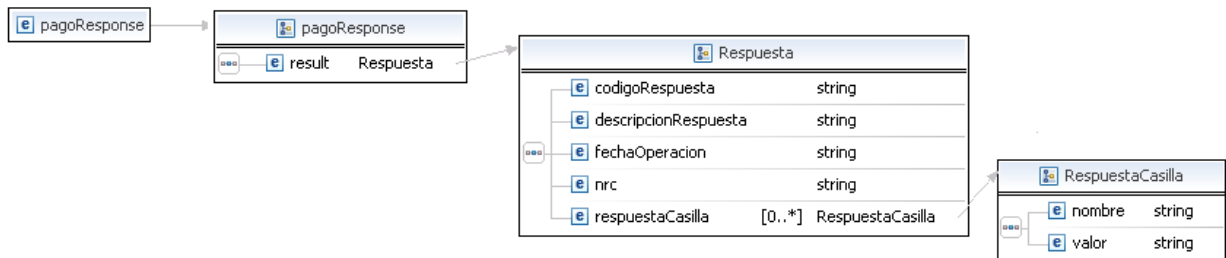 e pagoResponse
pagoResponse
e result Respuesta
Respuesta
e codigoRespuesta string
e descripcionRespuesta string
e fechaOperacion string
e nrc string
e respuestaCasilla [0..*] RespuestaCasilla
RespuestaCasilla
e nombre string
e valor string